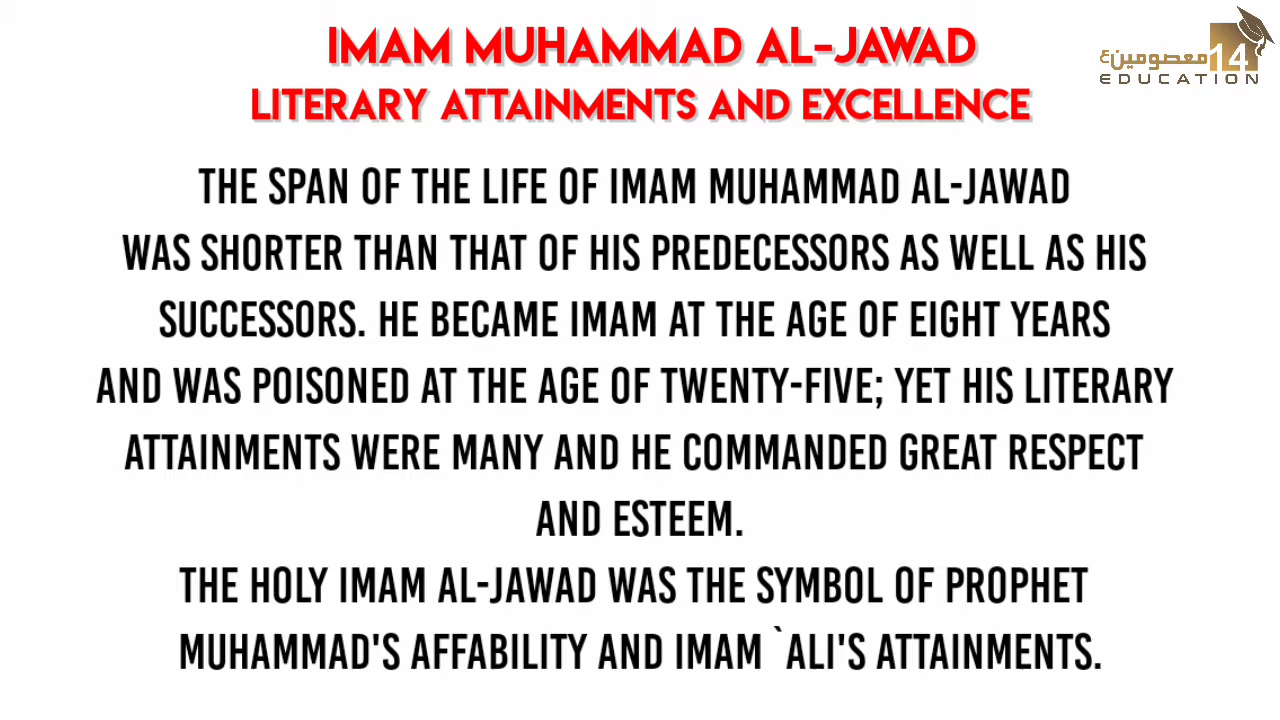 IMAM MUHAMMAD AL-JAWAD
LITERARY ATTAINMENTS AND EXCELLENCE
معصومینؑ 14
EDUCATION
THE SPAN OF THE LIFE OF IMAM MUHAMMAD AL-JAWAD
WAS SHORTER THAN THAT OF HIS PREDECESSORS AS WELL AS HIS
SUCCESSORS. HE BECAME IMAM AT THE AGE OF EIGHT YEARS
AND WAS POISONED AT THE AGE OF TWENTY-FIVE; YET HIS LITERARY
ATTAINMENTS WERE MANY AND HE COMMANDED GREAT RESPECT
AND ESTEEM.
THE HOLY IMAM AL-JAWAD WAS THE SYMBOL OF PROPHET
MUHAMMAD'S AFFABILITY AND IMAM `ALI'S ATTAINMENTS.